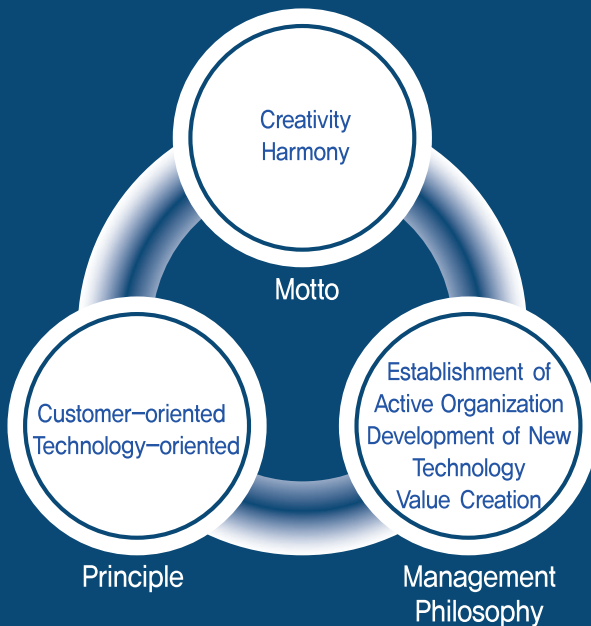 Creativity
Harmony
Motto
Customer-oriented
Technology-oriented
Principle
Establishment of
Active Organization
Development of New
Technology
Value Creation
Management
Philosophy